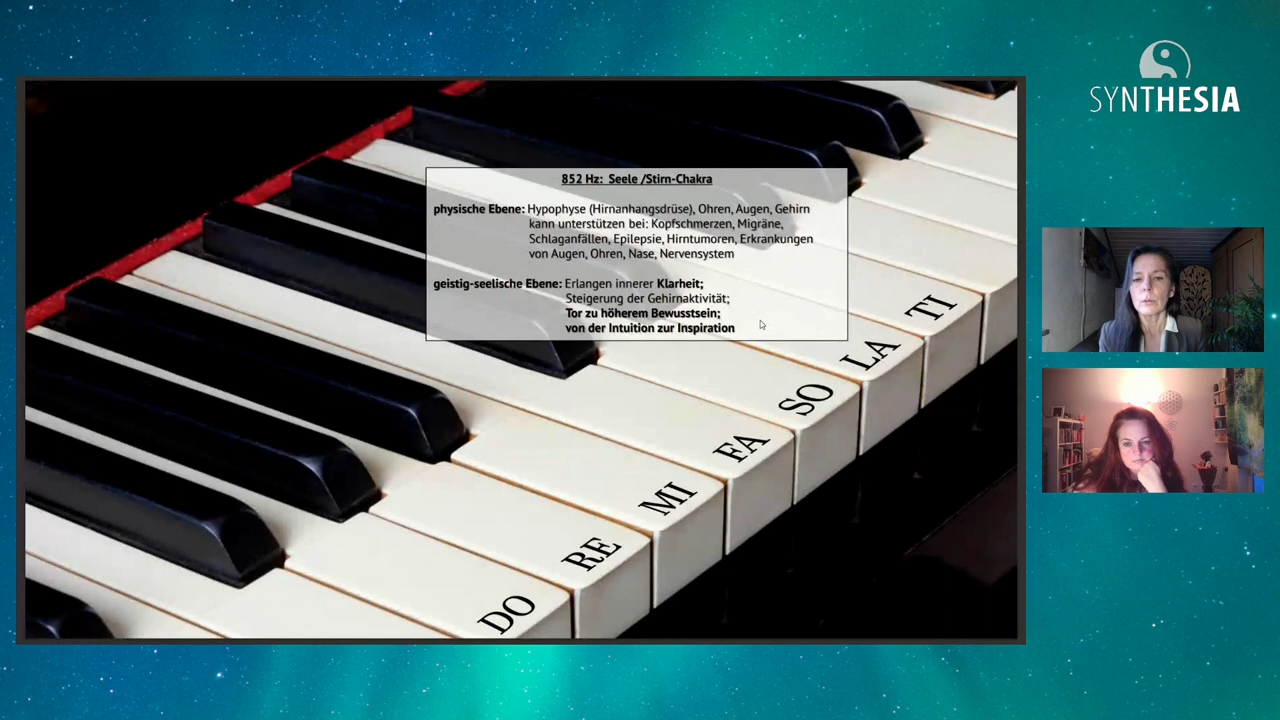 SYNTHESIA
852 Hz: Seele /Stirn-Chakra
physische Ebene: Hypophyse (Hirnanhangsdrüse), Ohren, Augen, Gehirn
kann unterstützen bei: Kopfschmerzen, Migräne,
Schlaganfällen, Epilepsie, Hirntumoren, Erkrankungen
von Augen, Ohren, Nase, Nervensystem
geistig-seelische Ebene: Erlangen innerer Klarheit;
Steigerung der Gehirnaktivität;
Tor zu höherem Bewusstsein;
von der Intuition zur Inspiration
DO
RE
MI
FA
SO
LA
TI